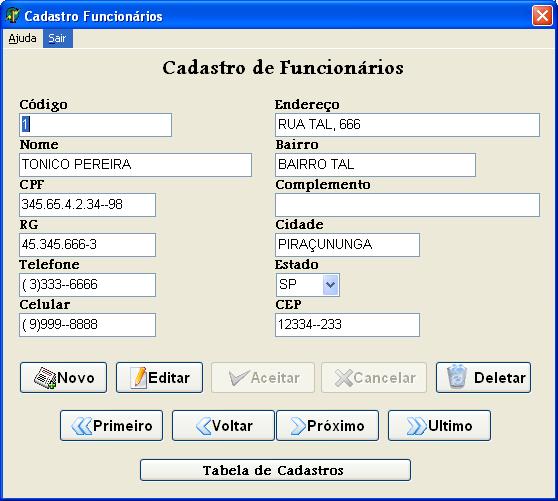 Cadastro Funcionários
Ajuda Sair
Cadastro de Funcionários
Código Endereço
1 RUA TAL, 666
Nome Bairro
TONICO PEREIRA BAIRRO TAL
CPF Complemento
345.65.4.2.34--98
RG Cidade
45.345.666-3 PIRAÇUNUNGA
Telefone Estado
( 3)333--6666 SP
Celular CEP
( 9)999--8888 12334--233
Novo Editar Aceitar Cancelar Deletar
Primeiro Voltar Próximo Ultimo
Tabela de Cadastros